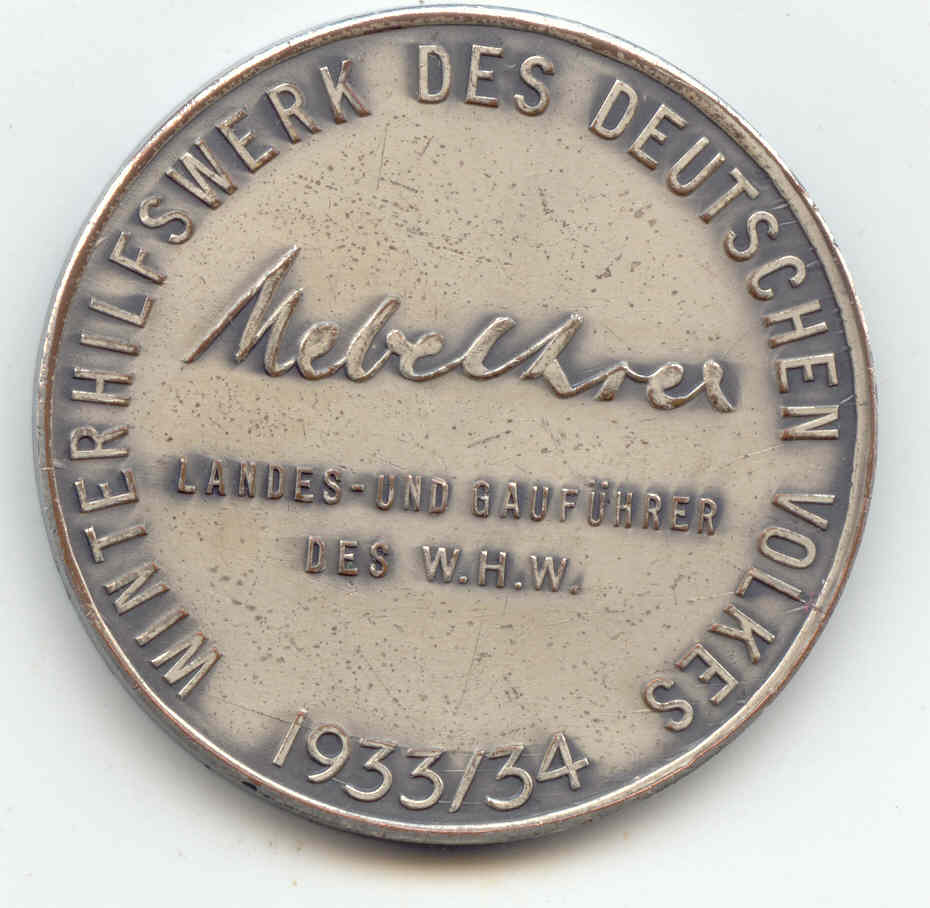 WINTERHILFSWERK DES DEUTSCHEN VOLKES
LANDES-UND GAUFÜHRER
DES W.H.W.
1933/34